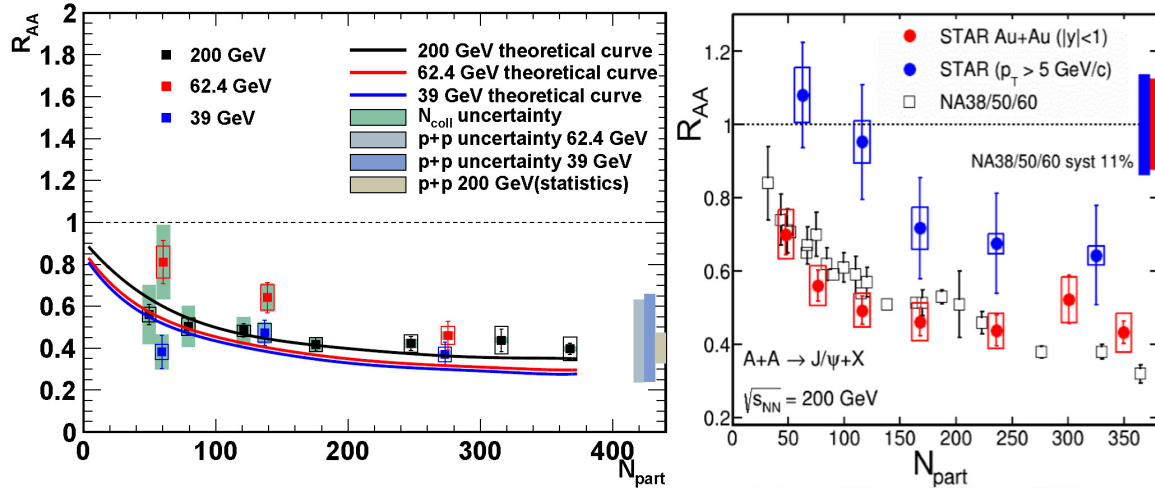 R_AA
2
1.8
1.6
1.4
1.2
1
0.8
0.6
0.4
0.2
0
0 100 200 300 400
N_part
200 GeV
62.4 GeV
39 GeV
200 GeV theoretical curve
62.4 GeV theoretical curve
39 GeV theoretical curve
N_coll uncertainty
p+p uncertainty 62.4 GeV
p+p uncertainty 39 GeV
p+p 200 GeV(statistics)
R_AA
1.2
1
0.8
0.6
0.4
0.2
0 50 100 150 200 250 300 350
N_part
STAR Au+Au (|y|<1)
STAR (p_T > 5 GeV/c)
NA38/50/60
NA38/50/60 syst 11%
A+A → J/ψ+X
√s_NN = 200 GeV